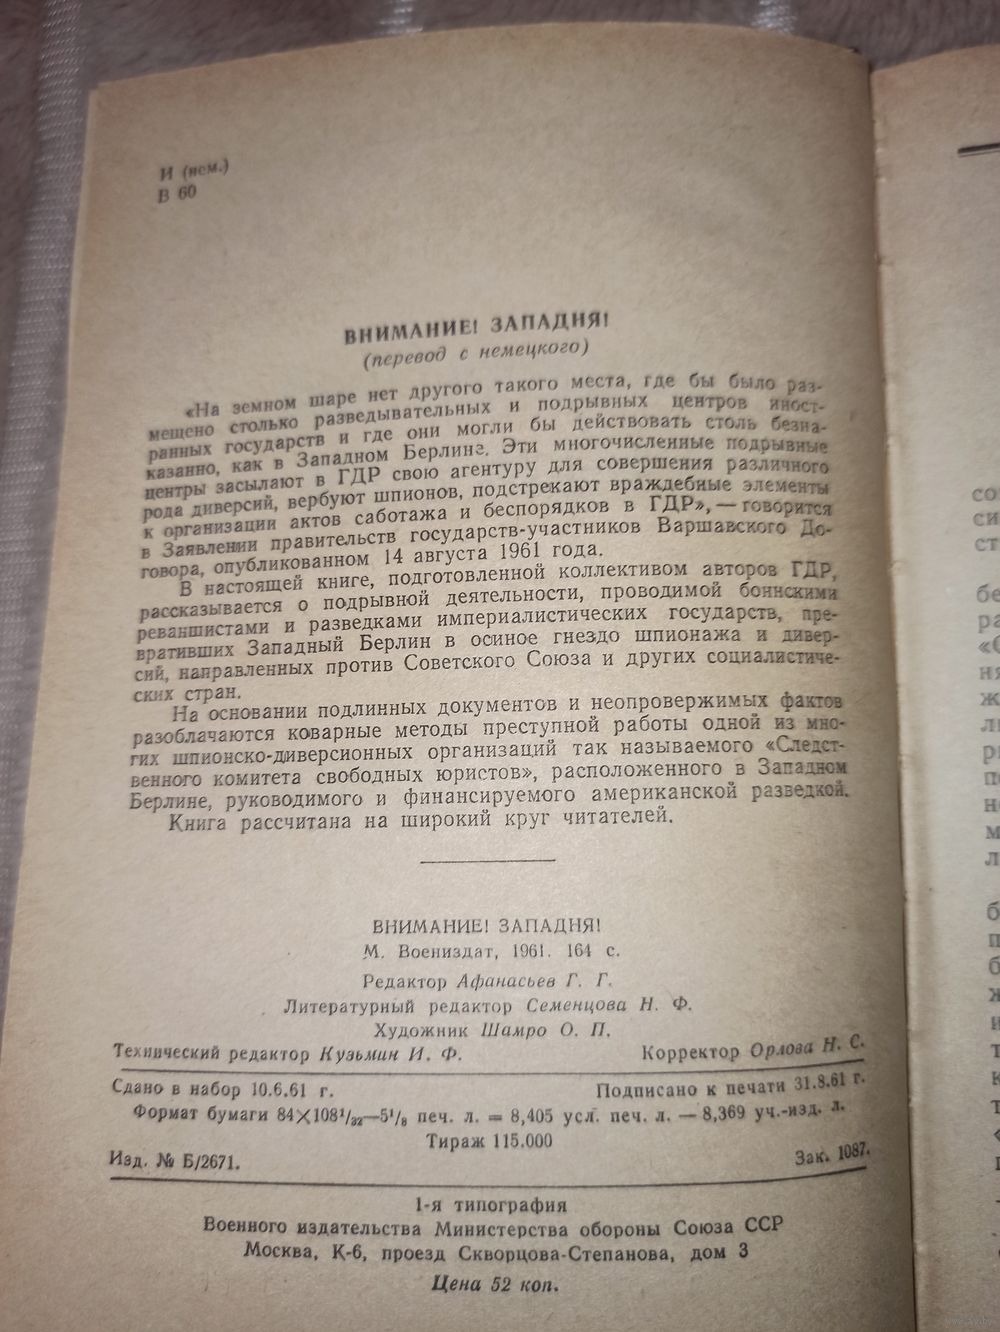 И (нем.)
В 60
ВНИМАНИЕ! ЗАПАДНЯ!
(перевод с немецкого)
«На земном шаре нет другого такого места, где бы было раз-
мещено столько разведывательных и подрывных центров иност-
ранных государств и где они могли бы действовать столь безна-
казанно, как в Западном Берлине. Эти многочисленные подрывные
центры засылают в ГДР свою агентуру для совершения различного
рода диверсий, вербуют шпионов, подстрекают враждебные элементы
к организации актов саботажа и беспорядков в ГДР», — говорится
в Заявлении правительств государств-участников Варшавского До-
говора, опубликованном 14 августа 1961 года.
В настоящей книге, подготовленной коллективом авторов ГДР,
рассказывается о подрывной деятельности, проводимой боннскими
реваншистами и разведками империалистических государств, пре-
вративших Западный Берлин в осиное гнездо шпионажа и дивер-
сий, направленных против Советского Союза и других социалистиче-
ских стран.
На основании подлинных документов и неопровержимых фактов
разоблачаются коварные методы преступной работы одной из мно-
гих шпионско-диверсионных организаций так называемого «Следст-
венного комитета свободных юристов», расположенного в Западном
Берлине, руководимого и финансируемого американской разведкой.
Книга рассчитана на широкий круг читателей.
ВНИМАНИЕ! ЗАПАДНЯ!
М. Воениздат, 1961. 164 с.
Редактор Афанасьев Г. Г.
Литературный редактор Семенцова Н. Ф.
Художник Шамро О. П.
Технический редактор Кузьмин И. Ф. Корректор Орлова Н. С.
Сдано в набор 10.6.61 г. Подписано к печати 31.8.61 г.
Формат бумаги 84×108¹/₃₂—5¹/₈ печ. л. = 8,405 усл. печ. л. — 8,369 уч.-изд. л.
Тираж 115.000
Изд. № Б/2671. Зак. 1087.
1-я типография
Военного издательства Министерства обороны Союза ССР
Москва, К-6, проезд Скворцова-Степанова, дом 3
Цена 52 коп.